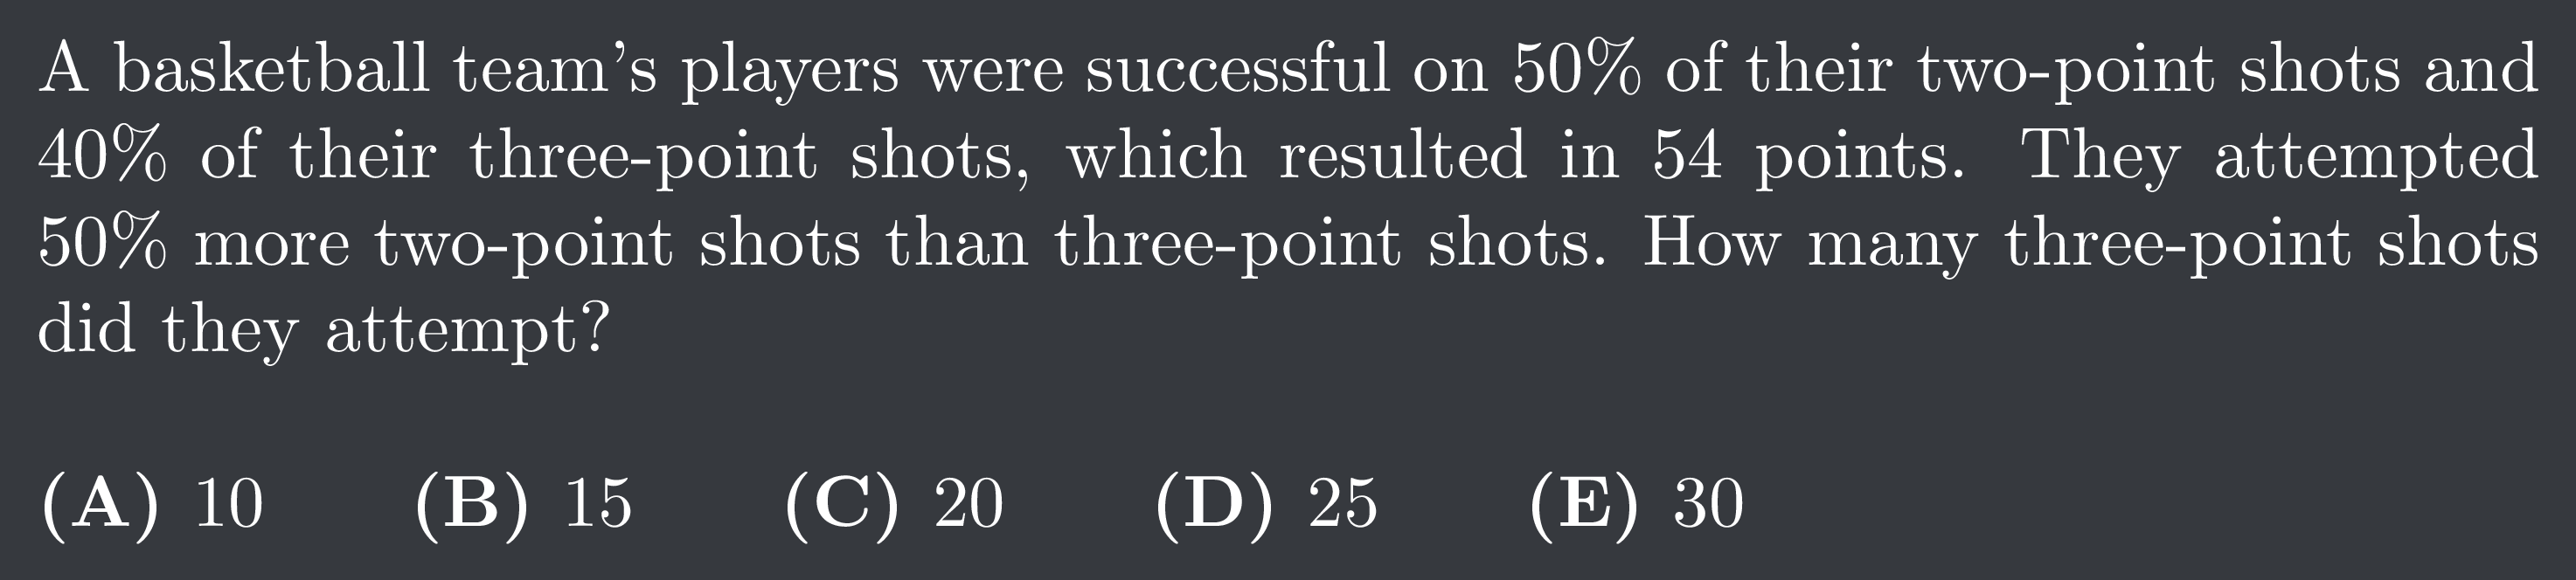 A basketball team's players were successful on 50% of their two-point shots and
40% of their three-point shots, which resulted in 54 points. They attempted
50% more two-point shots than three-point shots. How many three-point shots
did they attempt?
(A) 10 (B) 15 (C) 20 (D) 25 (E) 30